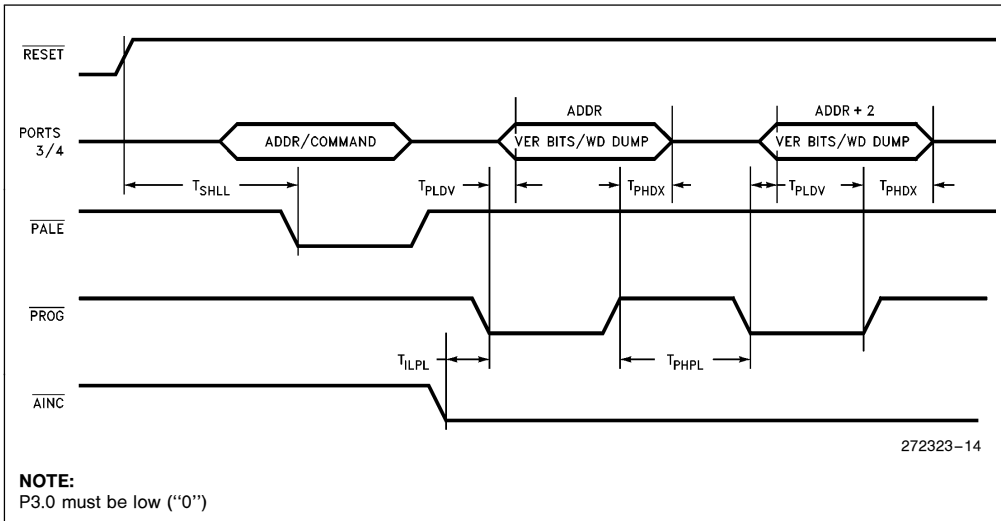 RESET
PORTS
3/4
ADDR/COMMAND
ADDR
VER BITS/WD DUMP
ADDR + 2
VER BITS/WD DUMP
TSHLL
TPLDV
TPHDX
TPLDV
TPHDX
PALE
PROG
TILPL
TPHPL
AINC
272323–14
NOTE:
P3.0 must be low (‘‘0’’)